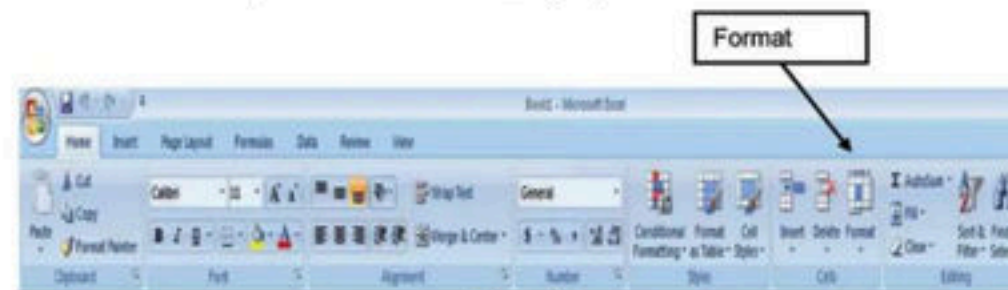 Format
Book1 - Microsoft Excel
Home Insert Page Layout Formulas Data Review View
Cut
Copy
Paste
Format Painter
Clipboard
Calibri 11
Font
Wrap Text
Merge & Center
Alignment
General
Number
Conditional Formatting
Format as Table
Cell Styles
Styles
Insert Delete Format
Cells
Σ AutoSum
Fill
Clear
Sort & Filter
Editing